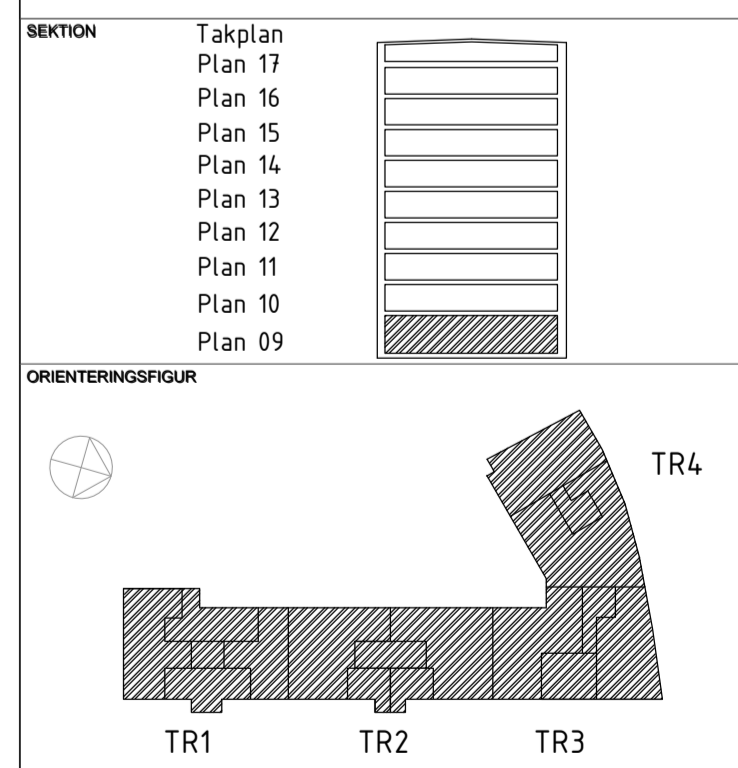 SEKTION
Takplan
Plan 17
Plan 16
Plan 15
Plan 14
Plan 13
Plan 12
Plan 11
Plan 10
Plan 09
ORIENTERINGSFIGUR
TR4
TR1 TR2 TR3